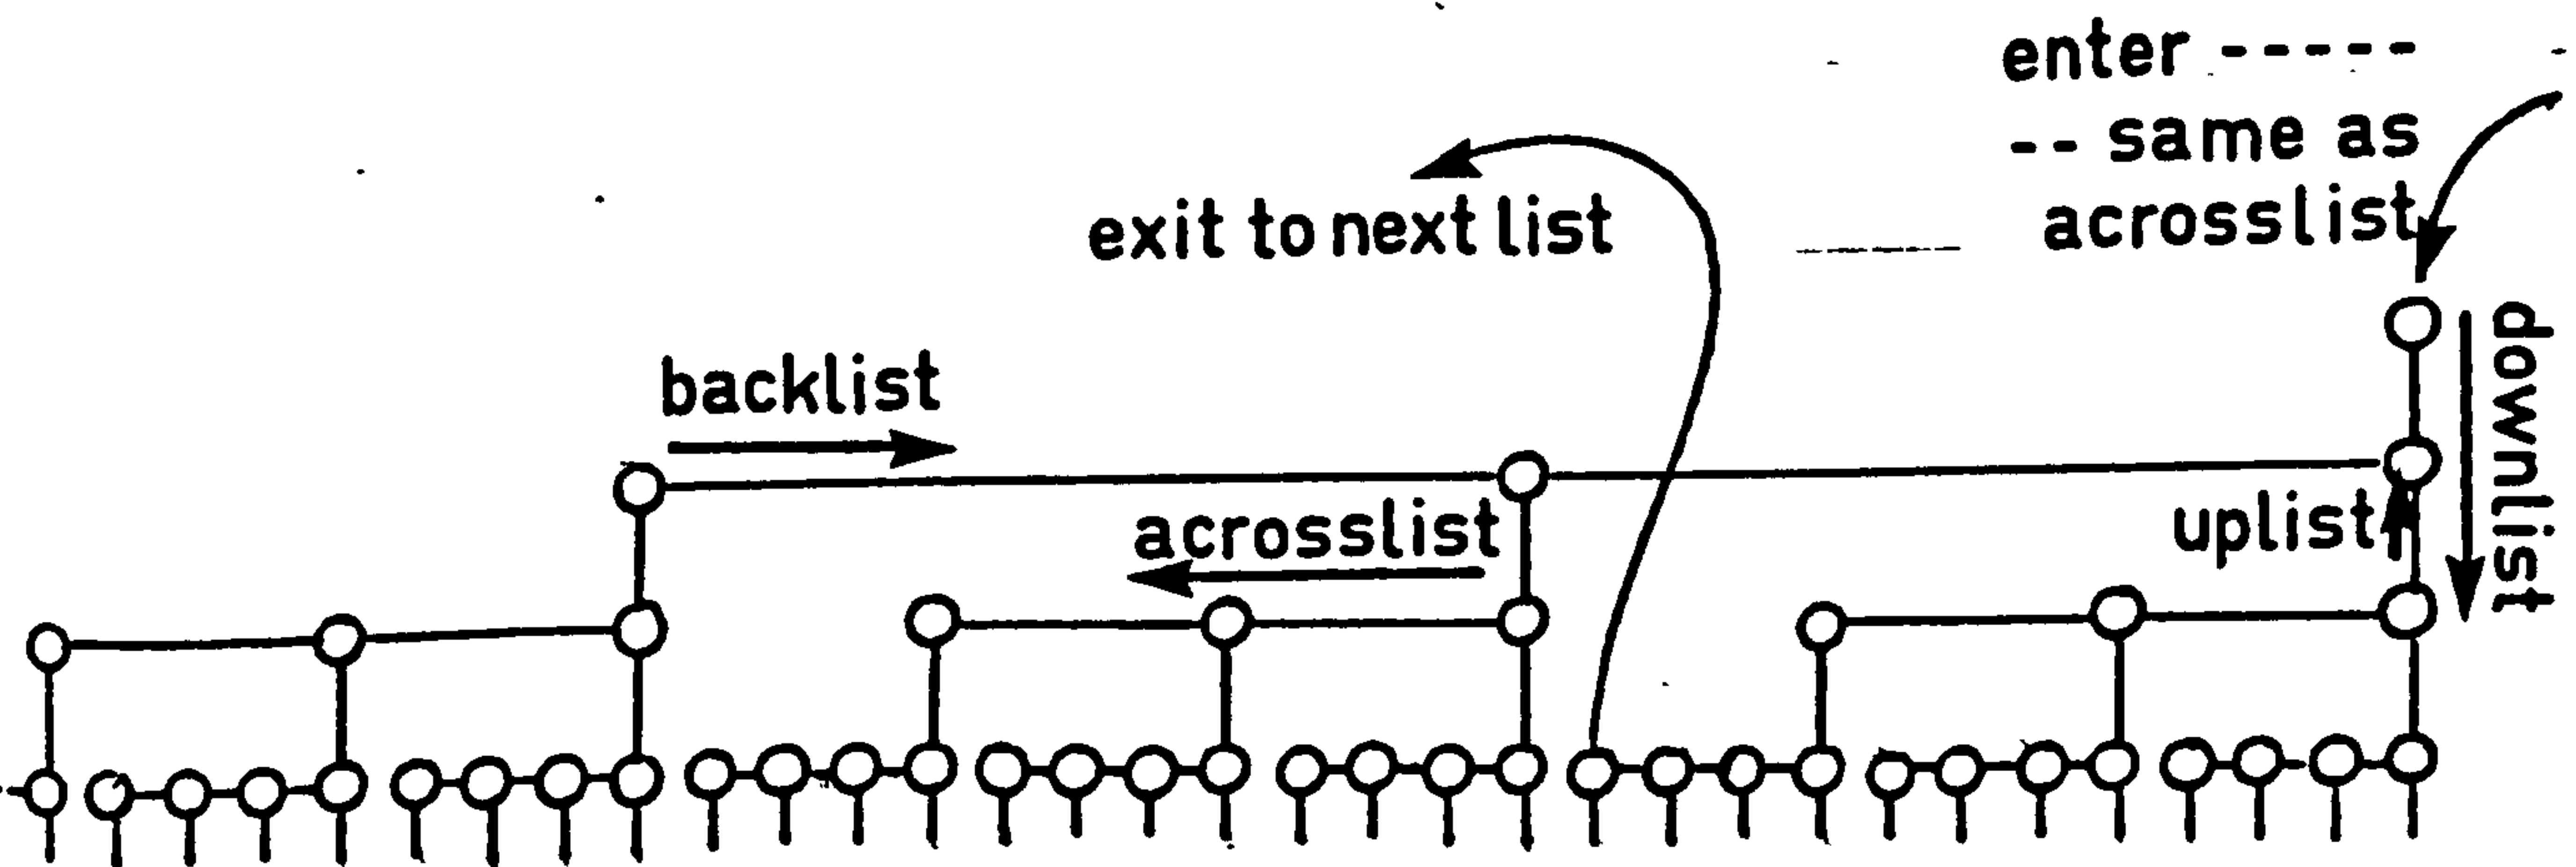 enter -----
-- same as
acrosslist
exit to next list
backlist
acrosslist
uplist
downlist